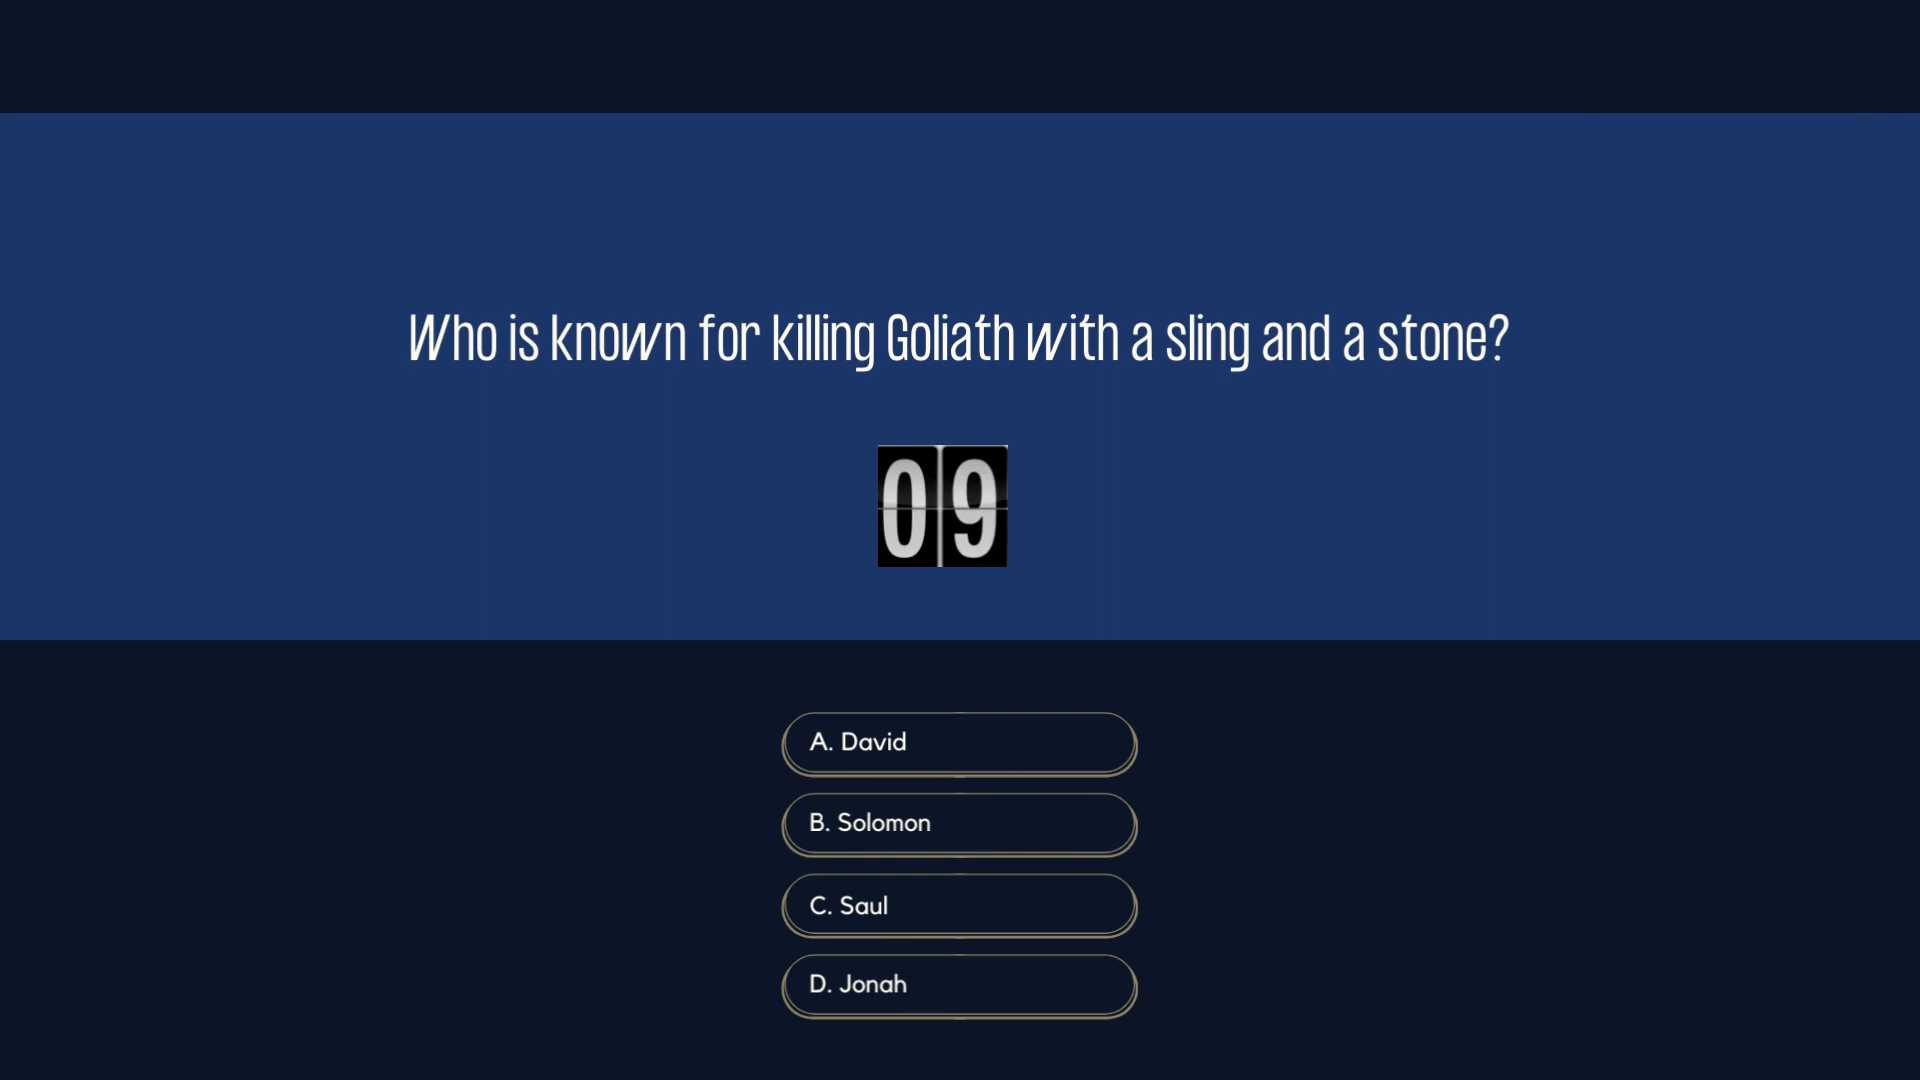 Who is known for killing Goliath with a sling and a stone?
09
A. David
B. Solomon
C. Saul
D. Jonah